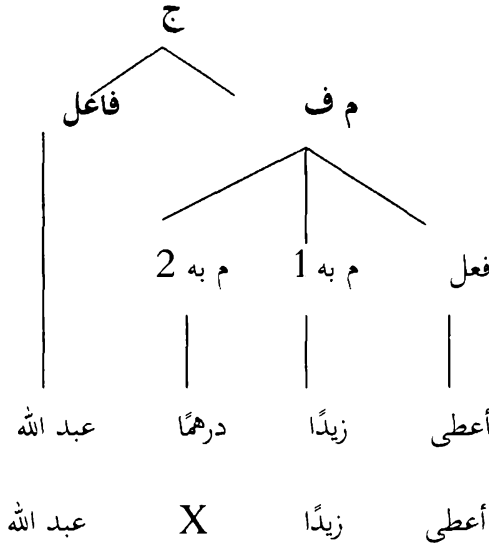 ج
م ف فاعل
فعل م به 1 م به 2
أعطى زيدًا درهمًا عبد الله
أعطى زيدًا X عبد الله